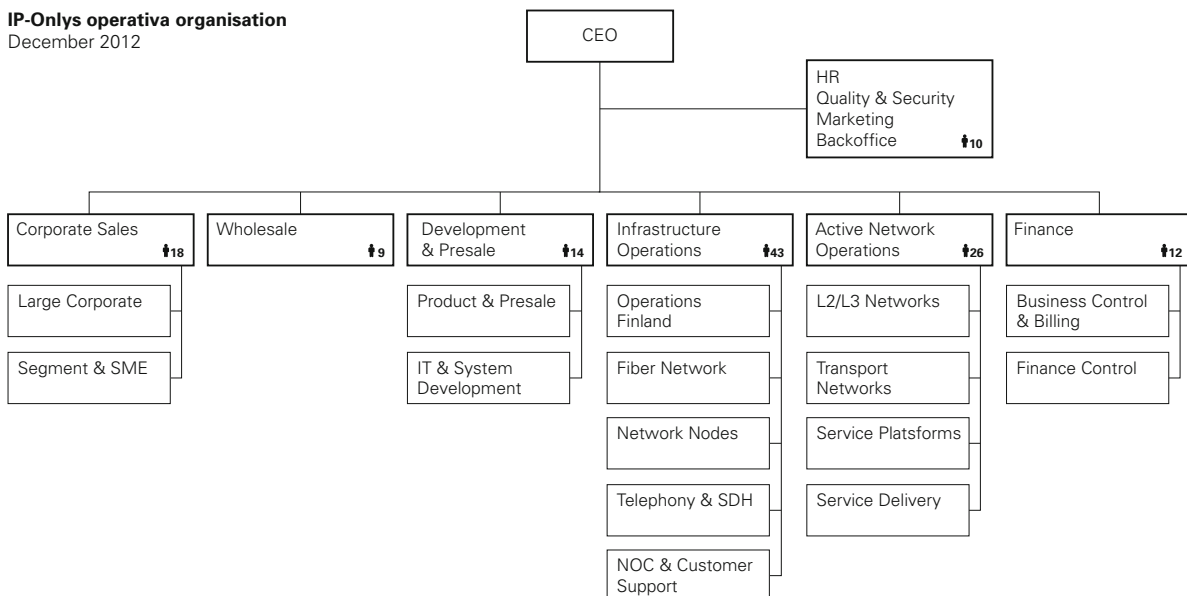 IP-Onlys operativa organisation
December 2012
CEO
HR
Quality & Security
Marketing
Backoffice 10
Corporate Sales
18
Wholesale
9
Development
& Presale 14
Infrastructure
Operations 43
Active Network
Operations 26
Finance
12
Large Corporate
Segment & SME
Product & Presale
IT & System
Development
Operations
Finland
Fiber Network
Network Nodes
Telephony & SDH
NOC & Customer
Support
L2/L3 Networks
Transport
Networks
Service Platsforms
Service Delivery
Business Control
& Billing
Finance Control